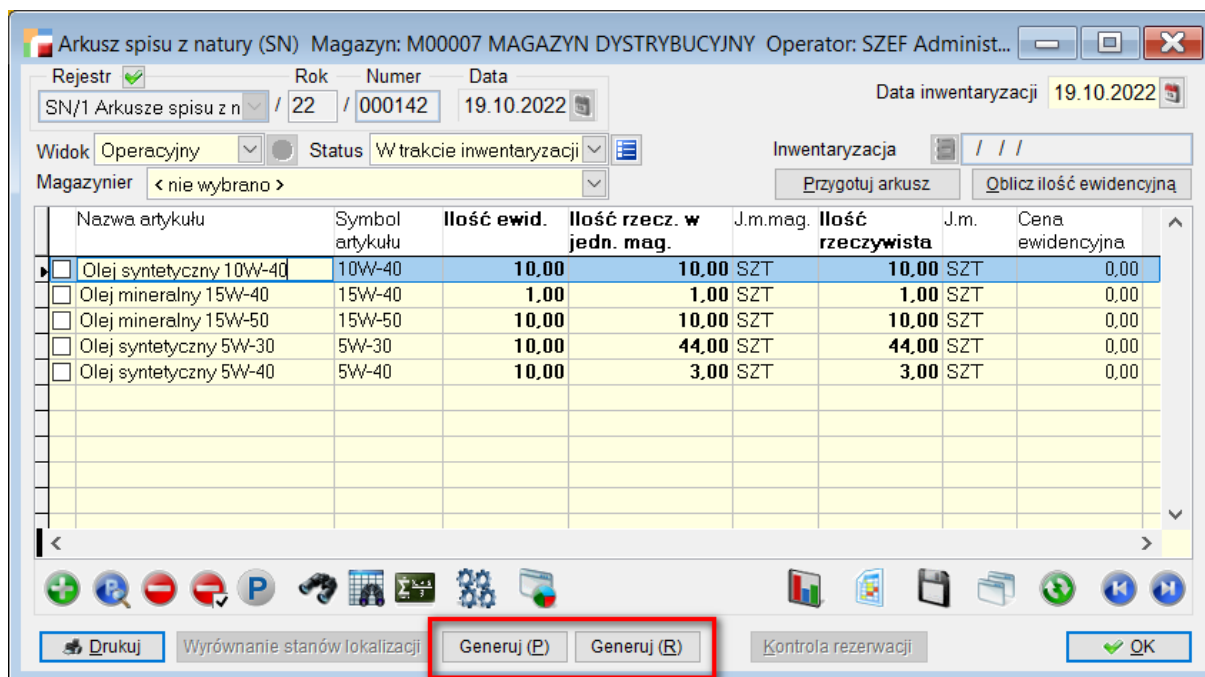 Arkusz spisu z natury (SN) Magazyn: M00007 MAGAZYN DYSTRYBUCYJNY Operator: SZEF Administ...
Rejestr Rok Numer Data
SN/1 Arkusze spisu z n / 22 / 000142 19.10.2022 Data inwentaryzacji 19.10.2022
Widok Operacyjny Status W trakcie inwentaryzacji Inwentaryzacja / / /
Magazynier < nie wybrano > Przygotuj arkusz Oblicz ilość ewidencyjną
Nazwa artykułu Symbol artykułu Ilość ewid. Ilość rzecz. w jedn. mag. J.m.mag. Ilość rzeczywista J.m. Cena ewidencyjna
Olej syntetyczny 10W-40 10W-40 10,00 10,00 SZT 10,00 SZT 0,00
Olej mineralny 15W-40 15W-40 1,00 1,00 SZT 1,00 SZT 0,00
Olej mineralny 15W-50 15W-50 10,00 10,00 SZT 10,00 SZT 0,00
Olej syntetyczny 5W-30 5W-30 10,00 44,00 SZT 44,00 SZT 0,00
Olej syntetyczny 5W-40 5W-40 10,00 3,00 SZT 3,00 SZT 0,00
P
Drukuj Wyrównanie stanów lokalizacji Generuj (P) Generuj (R) Kontrola rezerwacji OK